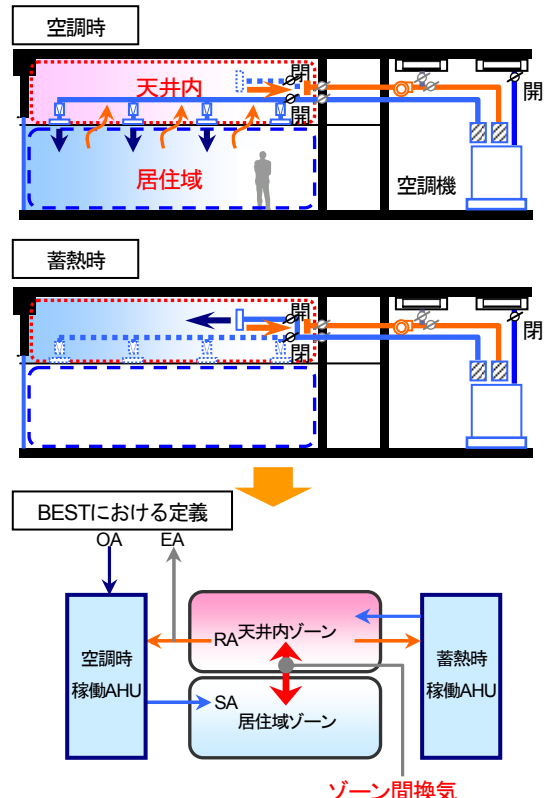 空調時
天井内
閉
開
居住域
空調機
開
蓄熱時
開
閉
閉
BESTにおける定義
OA
EA
空調時
稼働AHU
RA
天井内ゾーン
SA
居住域ゾーン
蓄熱時
稼働AHU
ゾーン間換気